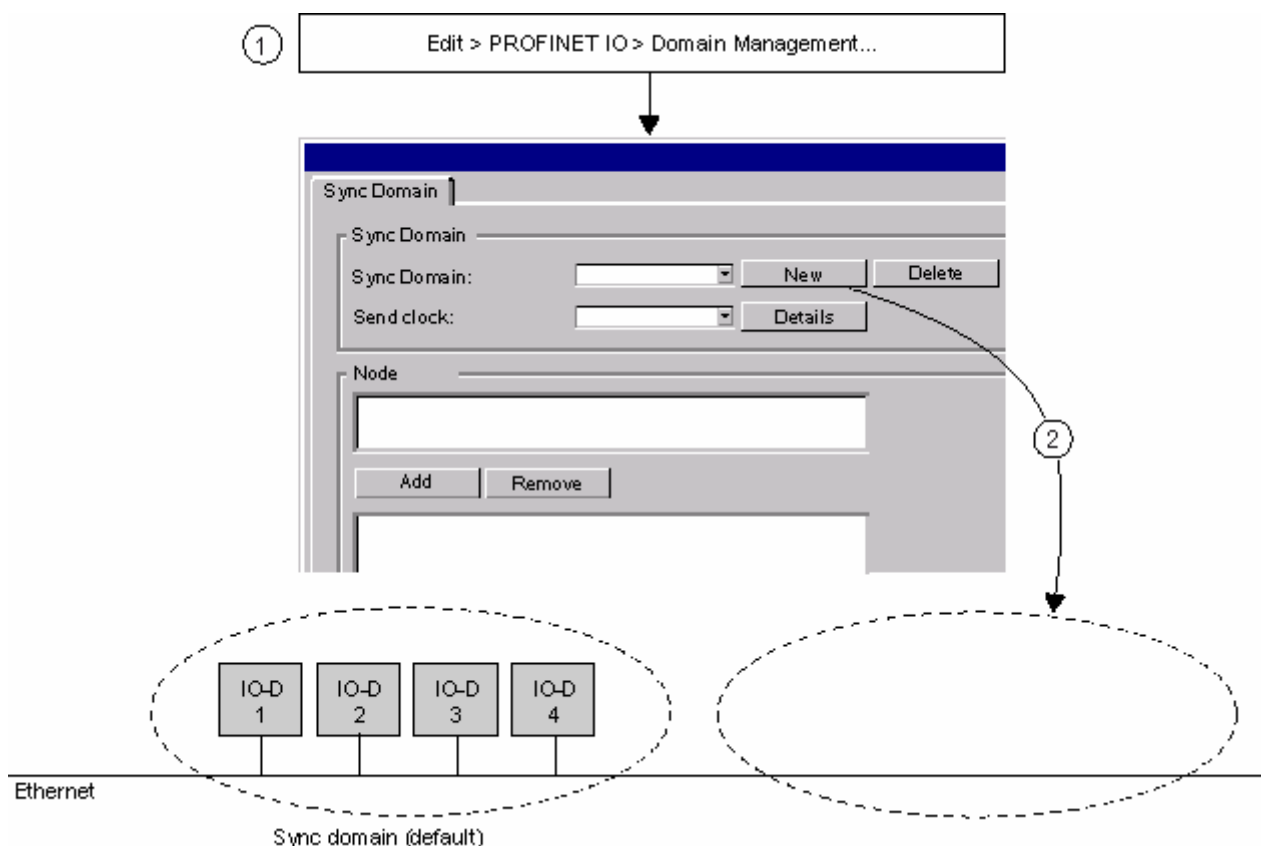 1
Edit > PROFINET IO > Domain Management...
Sync Domain
Sync Domain
Sync Domain:
New
Delete
Send clock:
Details
Node
2
Add
Remove
IO-D
1
IO-D
2
IO-D
3
IO-D
4
Ethernet
Sync domain (default)